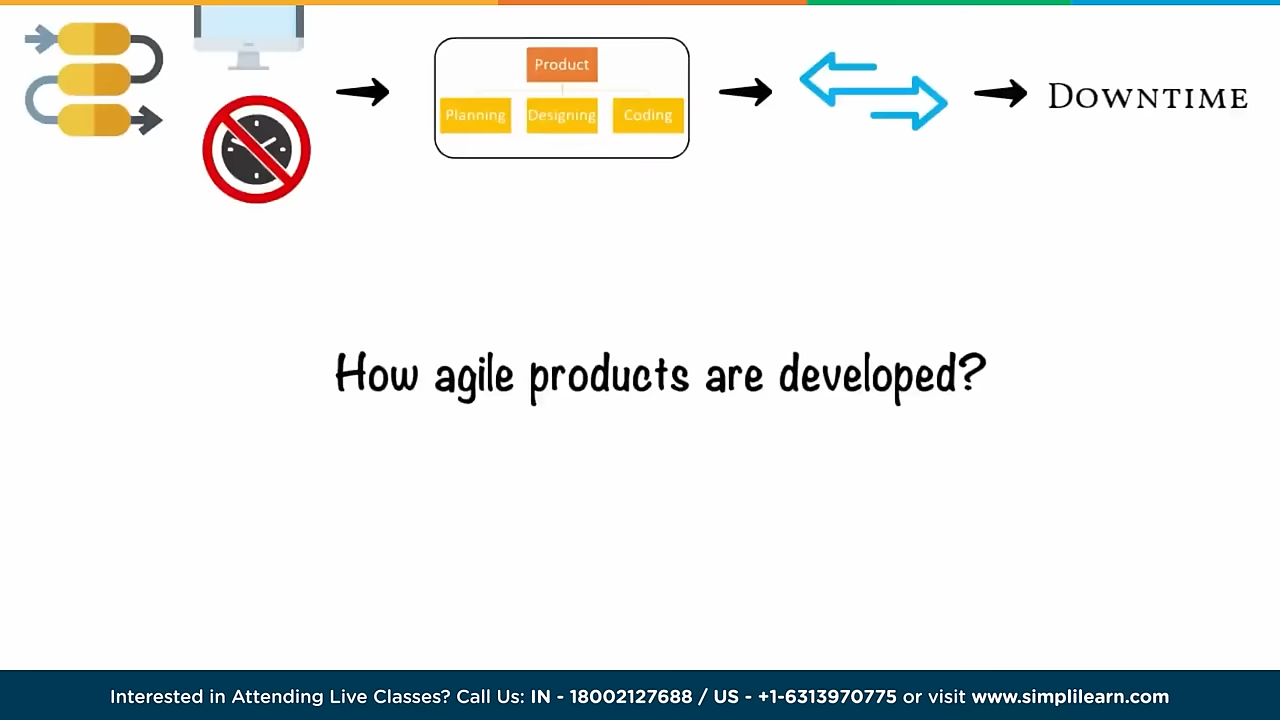 Product
Planning Designing Coding
DOWNTIME
How agile products are developed?
Interested in Attending Live Classes? Call Us: IN - 18002127688 / US - +1-6313970775 or visit www.simplilearn.com